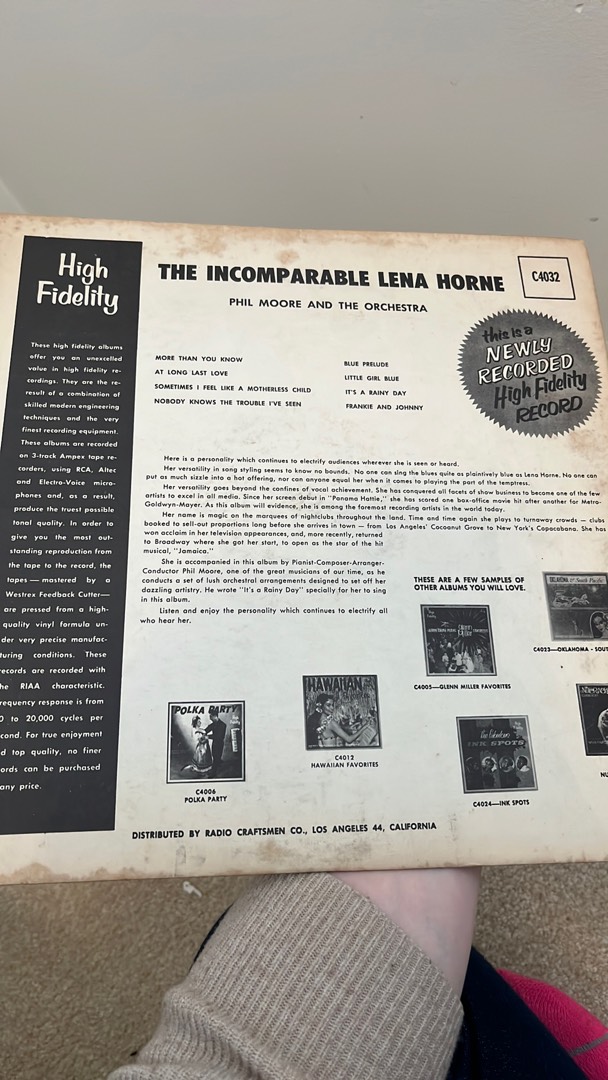 High
Fidelity
These high fidelity albums
offer you an unexcelled
value in high fidelity re-
cordings. They are the re-
sult of a combination of
skilled modern engineering
techniques and the very
finest recording equipment.
These albums are recorded
on 3-track Ampex tape re-
corders, using RCA, Altec
and Electro-Voice micro-
phones and, as a result,
produce the truest possible
tonal quality. In order to
give you the most out-
standing reproduction from
the tape to the record, the
tapes — mastered by a
Westrex Feedback Cutter—
are pressed from a high-
quality vinyl formula un-
der very precise manufac-
turing conditions. These
records are recorded with
he RIAA characteristic.
requency response is from
0 to 20,000 cycles per
cond. For true enjoyment
d top quality, no finer
ords can be purchased
any price.
THE INCOMPARABLE LENA HORNE
C4032
PHIL MOORE AND THE ORCHESTRA
this is a
NEWLY
RECORDED
High Fidelity
RECORD
MORE THAN YOU KNOW
AT LONG LAST LOVE
SOMETIMES I FEEL LIKE A MOTHERLESS CHILD
NOBODY KNOWS THE TROUBLE I'VE SEEN
BLUE PRELUDE
LITTLE GIRL BLUE
IT'S A RAINY DAY
FRANKIE AND JOHNNY
Here is a personality which continues to electrify audiences wherever she is seen or heard.
Her versatility in song styling seems to know no bounds. No one can sing the blues quite as plaintively blue as Lena Horne. No one can
put as much sizzle into a hot offering, nor can anyone equal her when it comes to playing the part of the temptress.
Her versatility goes beyond the confines of vocal achievement. She has conquered all facets of show business to become one of the few
artists to excel in all media. Since her screen debut in "Panama Hattie," she has scored one box-office movie hit after another for Metro-
Goldwyn-Mayer. As this album will evidence, she is among the foremost recording artists in the world today.
Her name is magic on the marquees of nightclubs throughout the land. Time and time again she plays to turnaway crowds — clubs
booked to sell-out proportions long before she arrives in town — from Los Angeles' Cocoanut Grove to New York's Copacabana. She has
won acclaim in her television appearances, and, more recently, returned
to Broadway where she got her start, to open as the star of the hit
musical, "Jamaica."
She is accompanied in this album by Pianist-Composer-Arranger-
Conductor Phil Moore, one of the great musicians of our time, as he
conducts a set of lush orchestral arrangements designed to set off her
dazzling artistry. He wrote "It's a Rainy Day" specially for her to sing
in this album.
Listen and enjoy the personality which continues to electrify all
who hear her.
THESE ARE A FEW SAMPLES OF
OTHER ALBUMS YOU WILL LOVE.
OKLAHOMA South Pacific
C4023—OKLAHOMA - SOUT
C4005—GLENN MILLER FAVORITES
POLKA PARTY
C4006
POLKA PARTY
HAWAIIAN
C4012
HAWAIIAN FAVORITES
The Fabulous
INK SPOTS
C4024—INK SPOTS
NU
DISTRIBUTED BY RADIO CRAFTSMEN CO., LOS ANGELES 44, CALIFORNIA